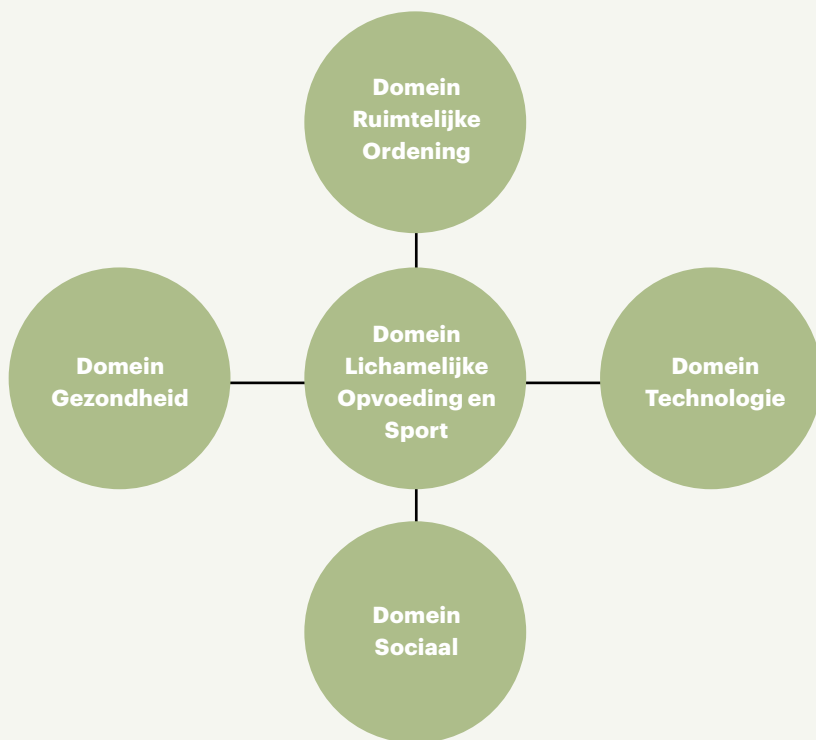 Domein
Ruimtelijke
Ordening
Domein
Gezondheid
Domein
Lichamelijke
Opvoeding en
Sport
Domein
Technologie
Domein
Sociaal